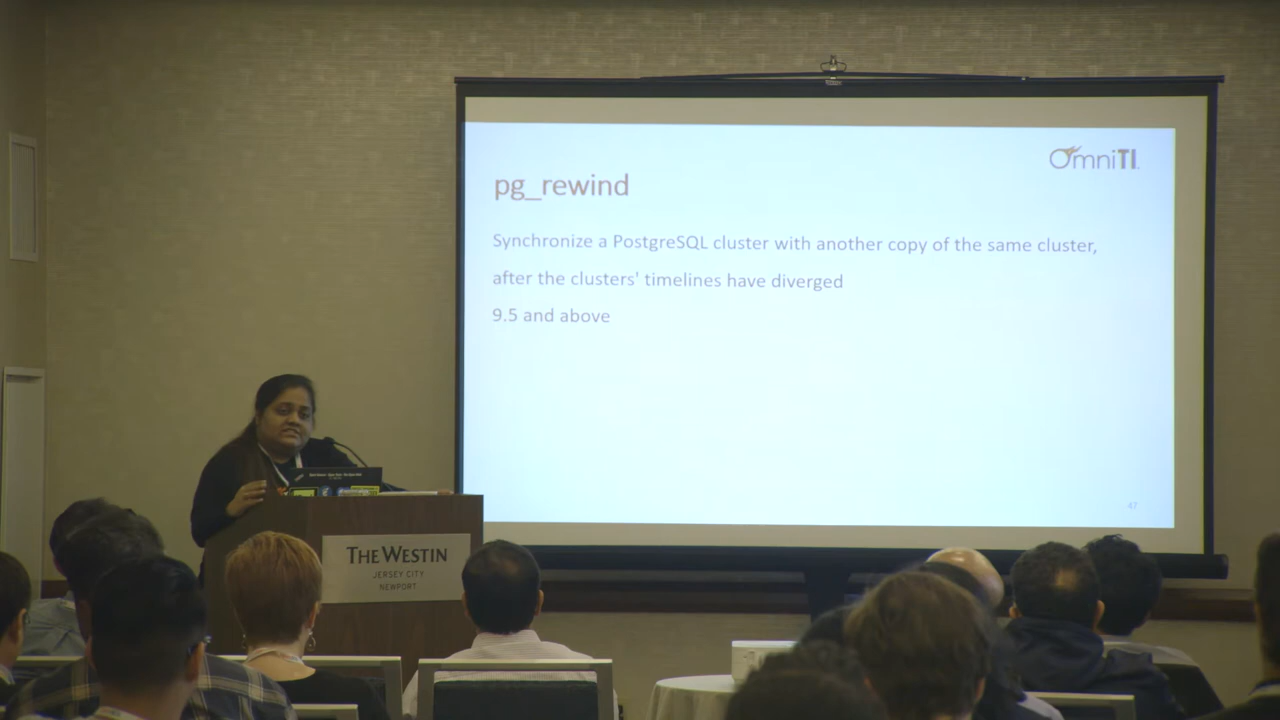 OmniTI
pg_rewind
Synchronize a PostgreSQL cluster with another copy of the same cluster,
after the clusters' timelines have diverged
9.5 and above
47
THE WESTIN
JERSEY CITY
NEWPORT